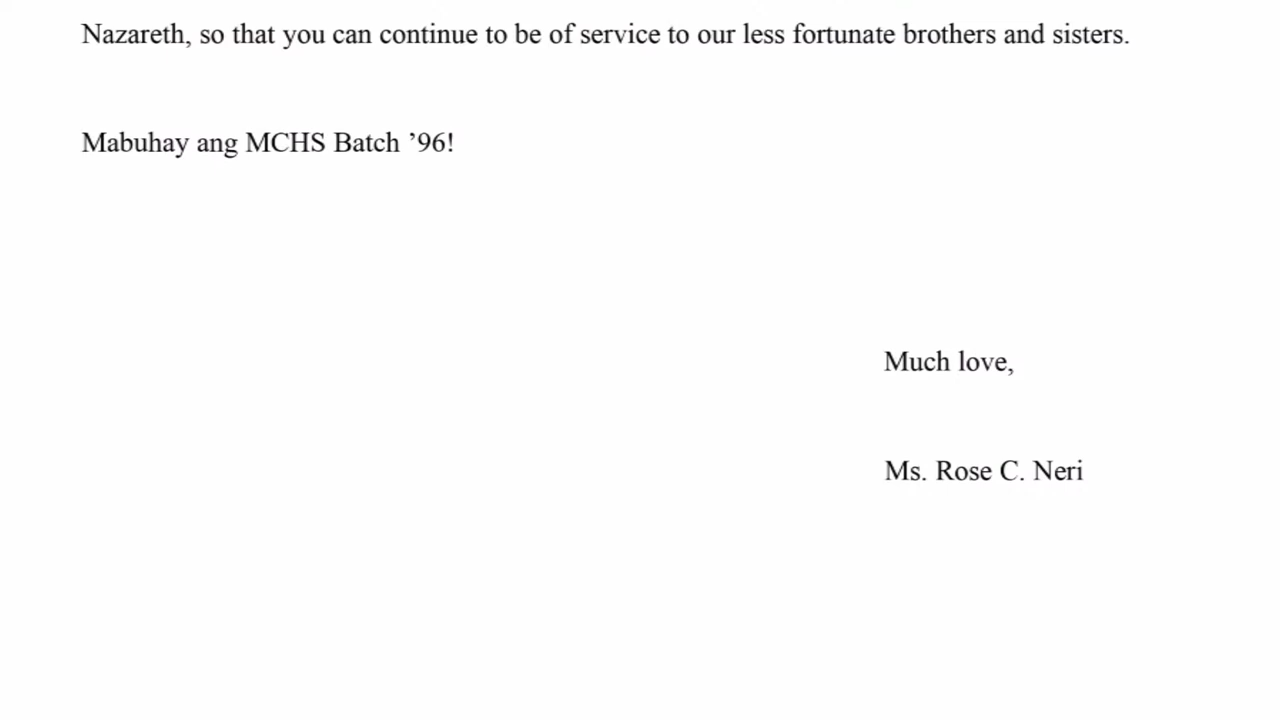 Nazareth, so that you can continue to be of service to our less fortunate brothers and sisters.
Mabuhay ang MCHS Batch ’96!
Much love,
Ms. Rose C. Neri